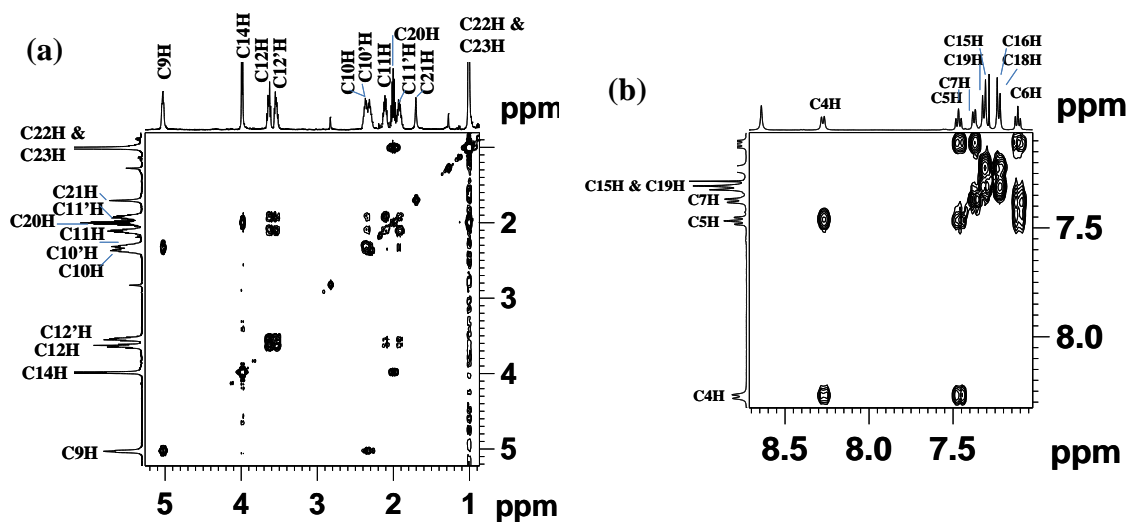 (a)
C9H
C14H
C12H
C12'H
C10H
C10'H
C11H
C20H
C11'H
C21H
C22H &
C23H
ppm
C22H &
C23H
C21H
C11'H
C20H
C11H
C10'H
C10H
C12'H
C12H
C14H
C9H
2
3
4
5
5 4 3 2 1 ppm
(b)
C4H
C5H
C7H
C19H
C15H
C16H
C18H
C6H
ppm
C15H & C19H
C7H
C5H
C4H
7.5
8.0
8.5 8.0 7.5
ppm